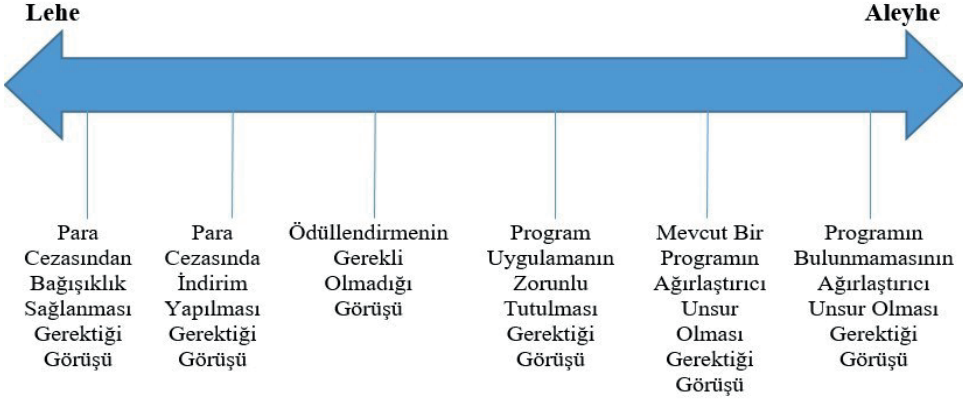 Lehe
Aleyhe
Para
Cezasından
Bağışıklık
Sağlanması
Gerektiği
Görüşü
Para
Cezasında
İndirim
Yapılması
Gerektiği
Görüşü
Ödüllendirmenin
Gerekli
Olmadığı
Görüşü
Program
Uygulamanın
Zorunlu
Tutulması
Gerektiği
Görüşü
Mevcut Bir
Programın
Ağırlaştırıcı
Unsur
Olması
Gerektiği
Görüşü
Programın
Bulunmamasının
Ağırlaştırıcı
Unsur Olması
Gerektiği
Görüşü